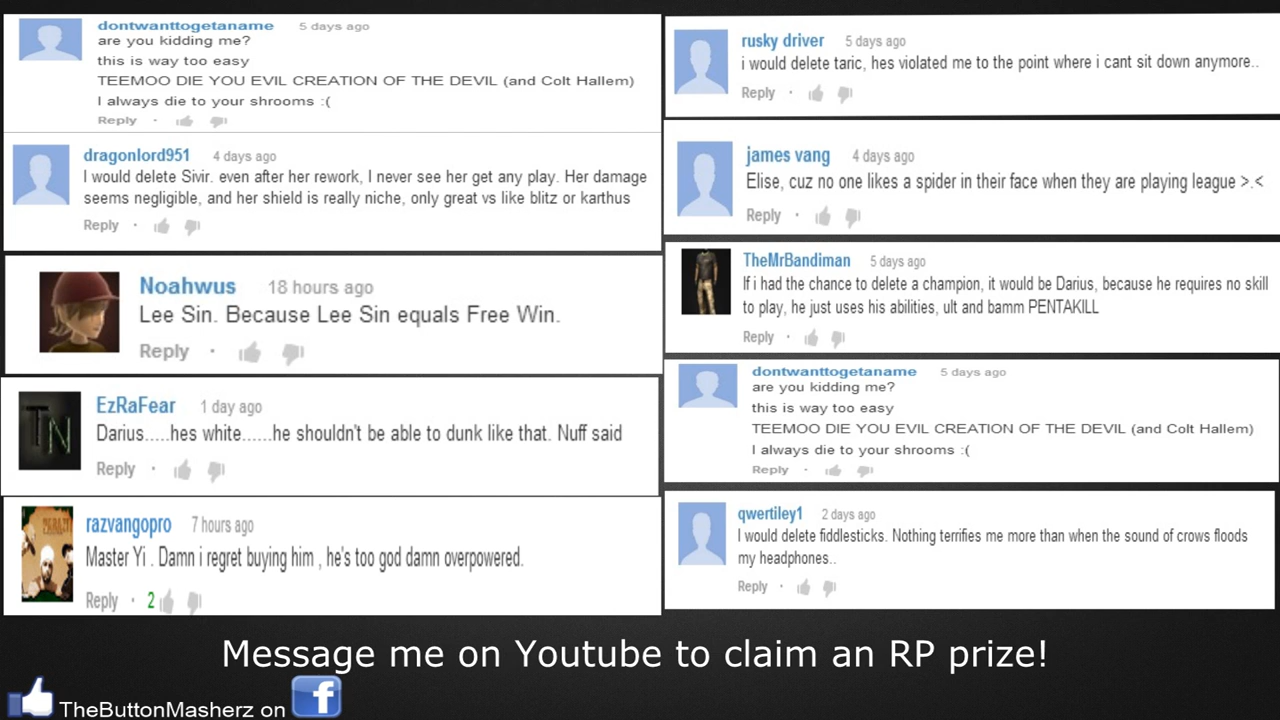 dontwanttogetaname 5 days ago
are you kidding me?
this is way too easy
TEEMOO DIE YOU EVIL CREATION OF THE DEVIL (and Colt Hallem)
I always die to your shrooms :(
Reply ·
dragonlord951 4 days ago
I would delete Sivir. even after her rework, I never see her get any play. Her damage
seems negligible, and her shield is really niche, only great vs like blitz or karthus
Reply ·
Noahwus 18 hours ago
Lee Sin. Because Lee Sin equals Free Win.
Reply ·
TN
EzRaFear 1 day ago
Darius.....hes white......he shouldn't be able to dunk like that. Nuff said
Reply ·
razvangopro 7 hours ago
Master Yi . Damn i regret buying him , he's too god damn overpowered.
Reply · 2
rusky driver 5 days ago
i would delete taric, hes violated me to the point where i cant sit down anymore..
Reply ·
james vang 4 days ago
Elise, cuz no one likes a spider in their face when they are playing league >.<
Reply ·
TheMrBandiman 5 days ago
If i had the chance to delete a champion, it would be Darius, because he requires no skill
to play, he just uses his abilities, ult and bamm PENTAKILL
Reply ·
dontwanttogetaname 5 days ago
are you kidding me?
this is way too easy
TEEMOO DIE YOU EVIL CREATION OF THE DEVIL (and Colt Hallem)
I always die to your shrooms :(
Reply ·
qwertiley1 2 days ago
I would delete fiddlesticks. Nothing terrifies me more than when the sound of crows floods
my headphones..
Reply ·
Message me on Youtube to claim an RP prize!
TheButtonMasherz on f